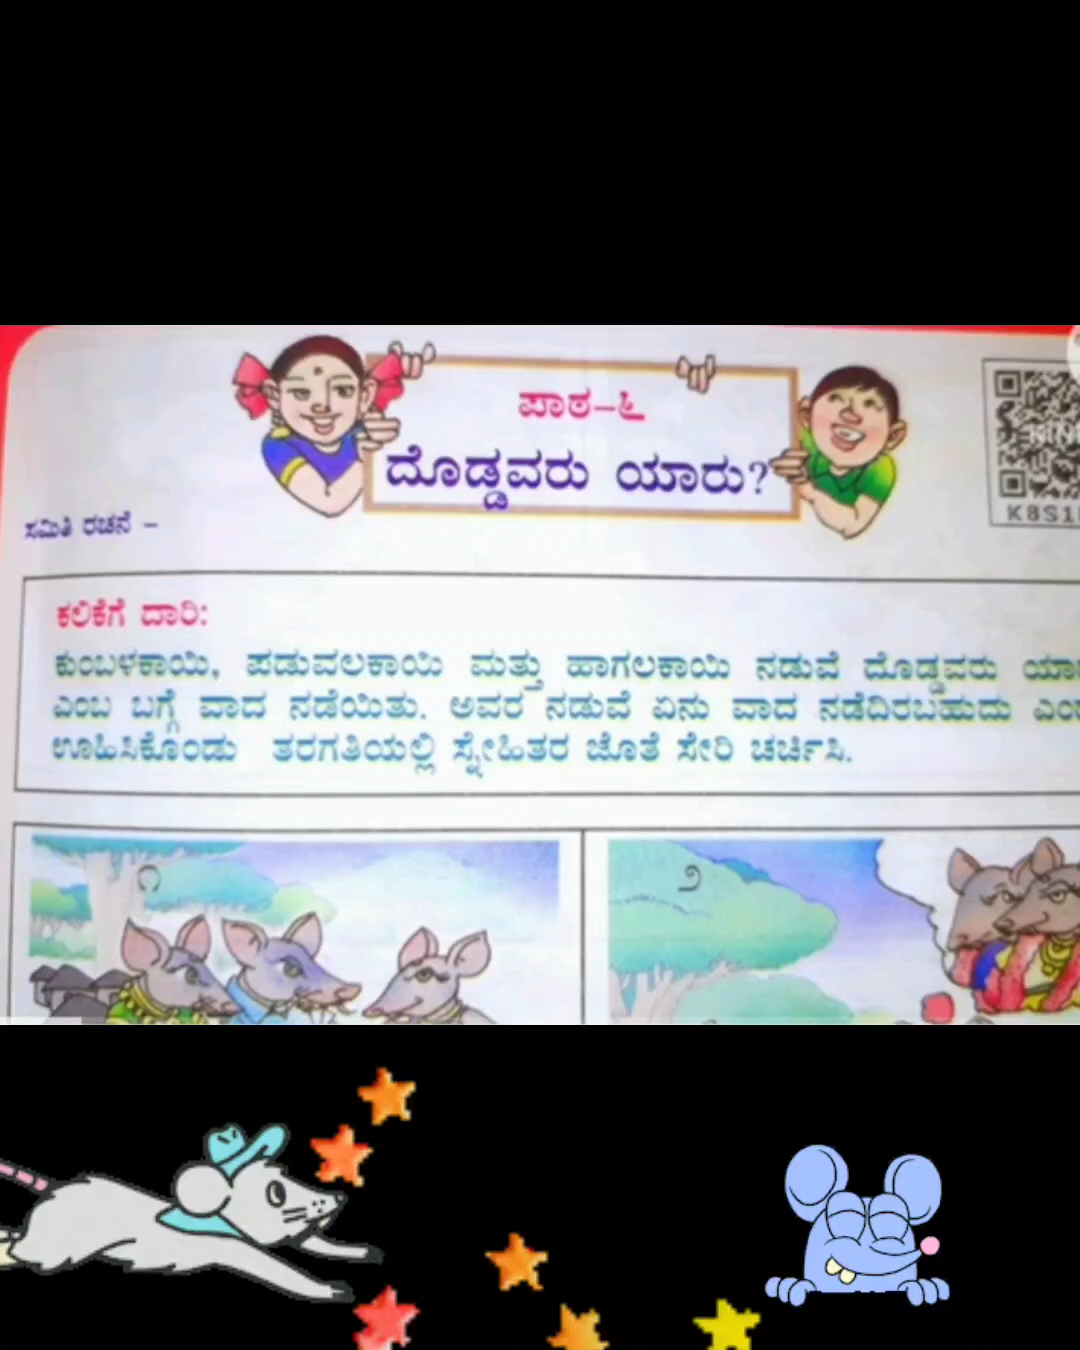 ಪಾಠ–೬
ದೊಡ್ಡವರು ಯಾರು?
ಸಮಿತಿ ರಚನೆ –
K8S1
ಕಲಿಕೆಗೆ ದಾರಿ:
ಕುಂಬಳಕಾಯಿ, ಪಡುವಲಕಾಯಿ ಮತ್ತು ಹಾಗಲಕಾಯಿ ನಡುವೆ ದೊಡ್ಡವರು
ಎಂಬ ಬಗ್ಗೆ ವಾದ ನಡೆಯಿತು. ಅವರ ನಡುವೆ ಏನು ವಾದ ನಡೆದಿರಬಹುದು
ಊಹಿಸಿಕೊಂಡು ತರಗತಿಯಲ್ಲಿ ಸ್ನೇಹಿತರ ಜೊತೆ ಸೇರಿ ಚರ್ಚಿಸಿ.
೧
೨